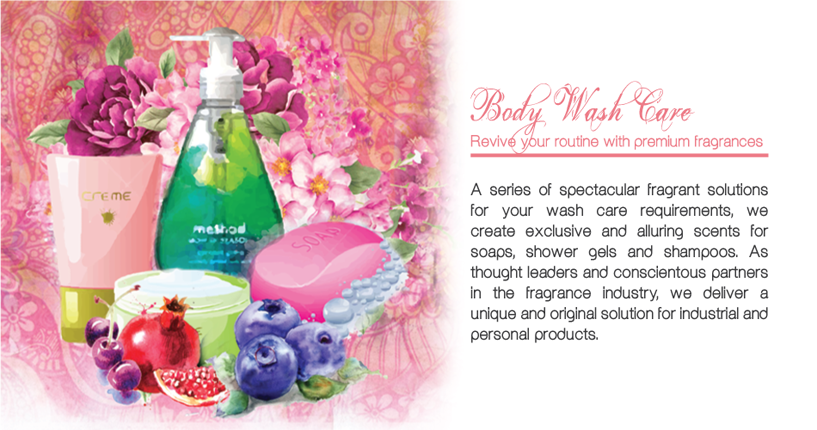 CREME
method
SOAP
Body Wash Care
Revive your routine with premium fragrances
A series of spectacular fragrant solutions
for your wash care requirements, we
create exclusive and alluring scents for
soaps, shower gels and shampoos. As
thought leaders and conscientous partners
in the fragrance industry, we deliver a
unique and original solution for industrial and
personal products.